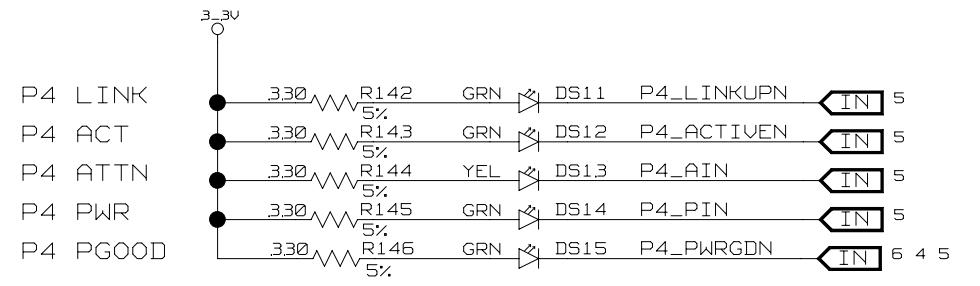 3_3V
P4 LINK 330 R142 5% GRN DS11 P4_LINKUPN IN 5
P4 ACT 330 R143 5% GRN DS12 P4_ACTIVEN IN 5
P4 ATTN 330 R144 5% YEL DS13 P4_AIN IN 5
P4 PWR 330 R145 5% GRN DS14 P4_PIN IN 5
P4 PGOOD 330 R146 5% GRN DS15 P4_PWRGDN IN 6 4 5